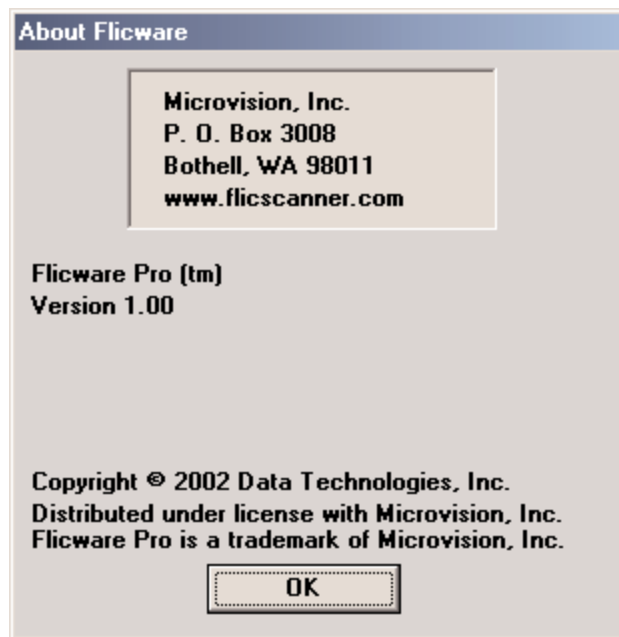 About Flicware
Microvision, Inc.
P. O. Box 3008
Bothell, WA 98011
www.flicscanner.com
Flicware Pro (tm)
Version 1.00
Copyright © 2002 Data Technologies, Inc.
Distributed under license with Microvision, Inc.
Flicware Pro is a trademark of Microvision, Inc.
OK